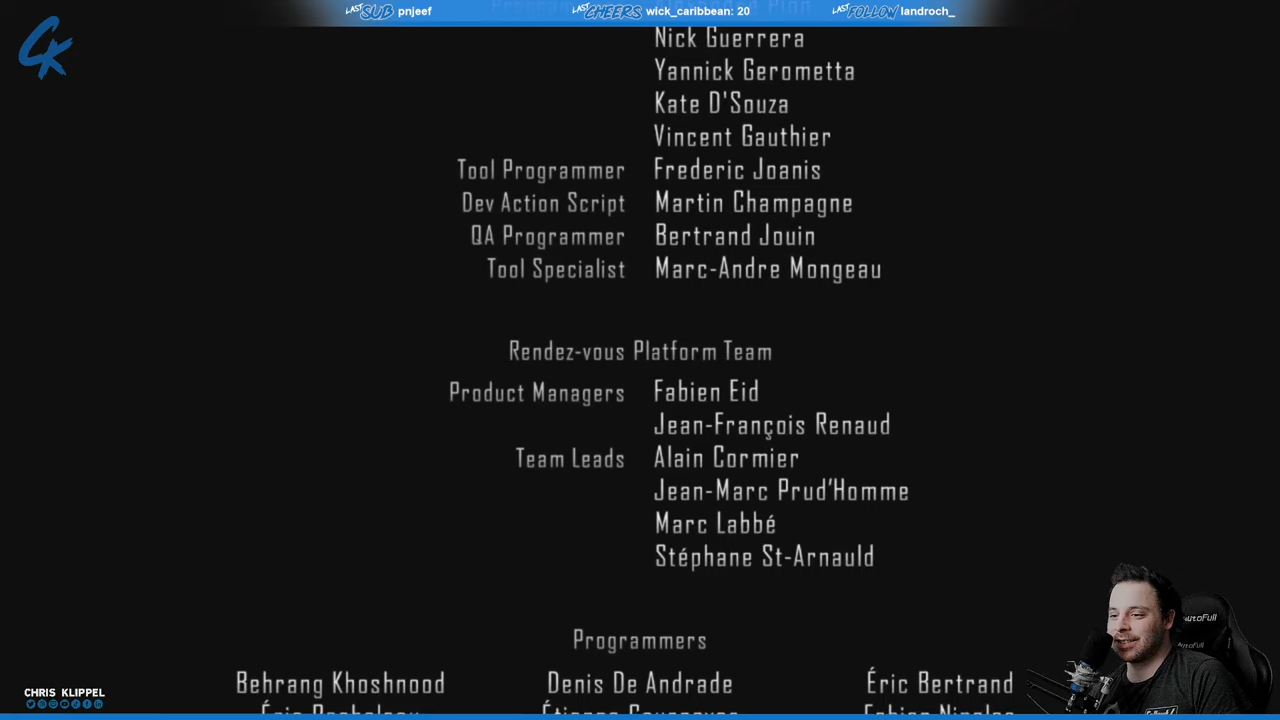 LAST SUB pnjeef LAST CHEERS wick_caribbean: 20 LAST FOLLOW landroch_
CK
Nick Guerrera
Yannick Gerometta
Kate D'Souza
Vincent Gauthier
Tool Programmer Frederic Joanis
Dev Action Script Martin Champagne
QA Programmer Bertrand Jouin
Tool Specialist Marc-Andre Mongeau
Rendez-vous Platform Team
Product Managers Fabien Eid
Jean-François Renaud
Team Leads Alain Cormier
Jean-Marc Prud'Homme
Marc Labbé
Stéphane St-Arnauld
Programmers
Behrang Khoshnood Denis De Andrade Éric Bertrand
AutoFull
CHRIS KLIPPEL